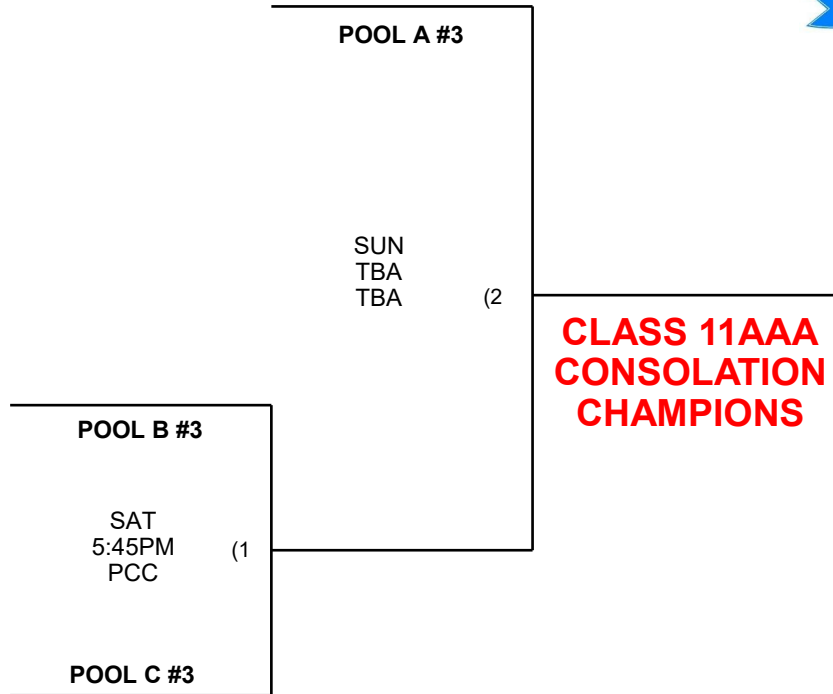 POOL A #3
SUN
TBA
TBA (2
CLASS 11AAA
CONSOLATION
CHAMPIONS
POOL B #3
SAT
5:45PM (1
PCC
POOL C #3